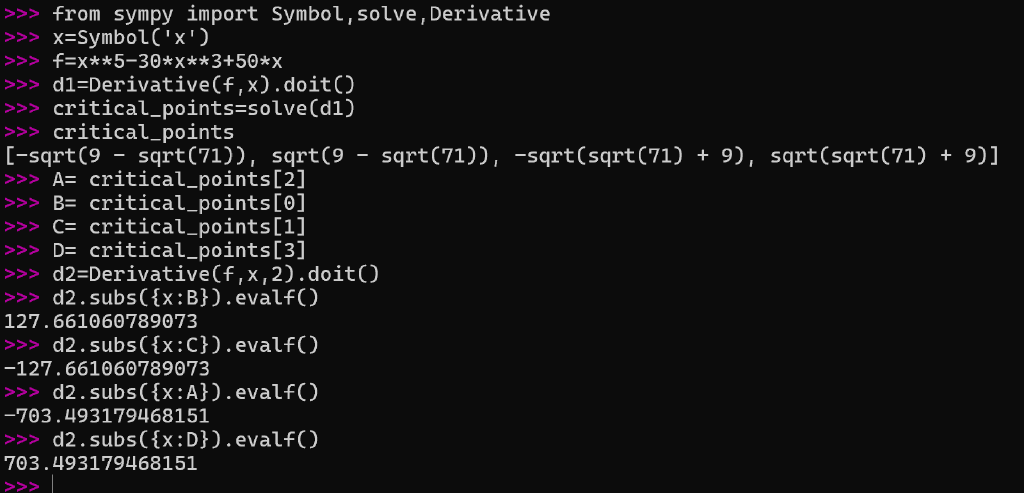 >>> from sympy import Symbol,solve,Derivative
>>> x=Symbol('x')
>>> f=x**5-30*x**3+50*x
>>> d1=Derivative(f,x).doit()
>>> critical_points=solve(d1)
>>> critical_points
[-sqrt(9 - sqrt(71)), sqrt(9 - sqrt(71)), -sqrt(sqrt(71) + 9), sqrt(sqrt(71) + 9)]
>>> A= critical_points[2]
>>> B= critical_points[0]
>>> C= critical_points[1]
>>> D= critical_points[3]
>>> d2=Derivative(f,x,2).doit()
>>> d2.subs({x:B}).evalf()
127.661060789073
>>> d2.subs({x:C}).evalf()
-127.661060789073
>>> d2.subs({x:A}).evalf()
-703.493179468151
>>> d2.subs({x:D}).evalf()
703.493179468151
>>>